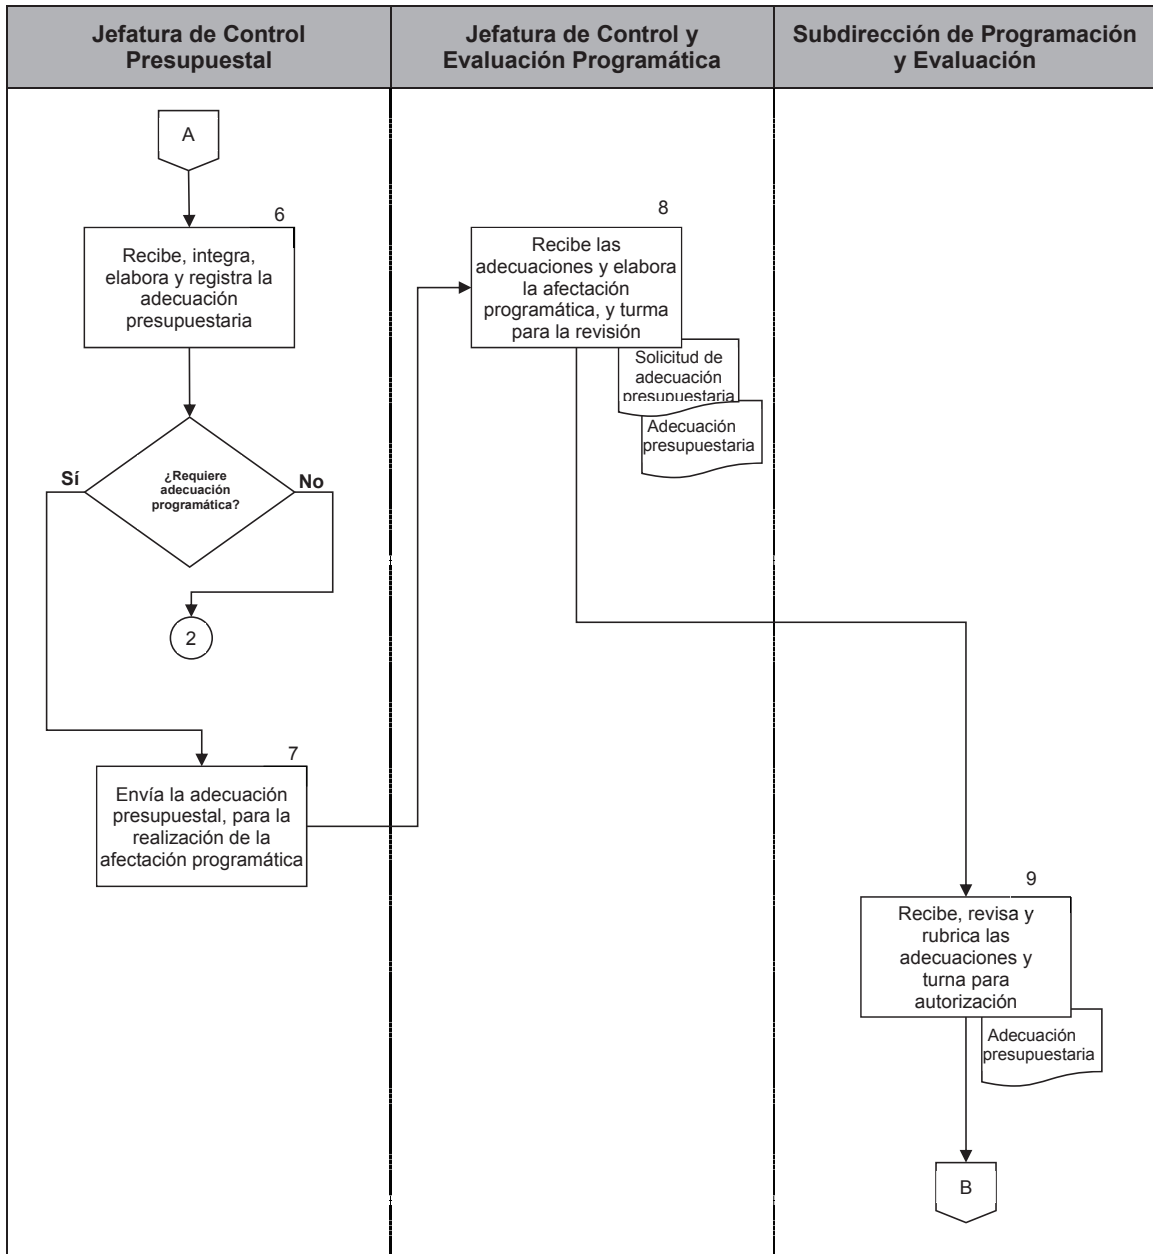 Jefatura de Control
Presupuestal
Jefatura de Control y
Evaluación Programática
Subdirección de Programación
y Evaluación
A
6
Recibe, integra,
elabora y registra la
adecuación
presupuestaria
¿Requiere
adecuación
programática?
Sí
No
2
7
Envía la adecuación
presupuestal, para la
realización de la
afectación programática
8
Recibe las
adecuaciones y elabora
la afectación
programática, y turma
para la revisión
Solicitud de
adecuación
presupuestaria
Adecuación
presupuestaria
9
Recibe, revisa y
rubrica las
adecuaciones y
turna para
autorización
Adecuación
presupuestaria
B